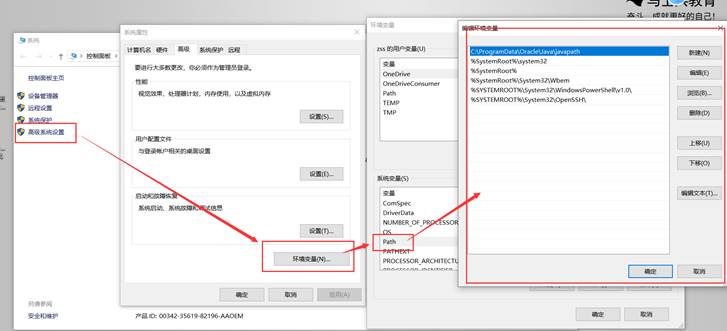 马士兵教育
奋斗，成就更好的自己！
系统
控制面板
控制面板主页
设备管理器
远程设置
系统保护
高级系统设置
另请参阅
安全和维护
产品 ID: 00342-35619-82196-AAOEM
系统属性
计算机名 硬件 高级 系统保护 远程
要进行大多数更改，你必须作为管理员登录。
性能
视觉效果，处理器计划，内存使用，以及虚拟内存
设置(S)...
用户配置文件
与登录帐户相关的桌面设置
设置(E)...
启动和故障恢复
系统启动、系统故障和调试信息
设置(T)...
环境变量(N)...
确定 取消 应用(A)
环境变量
zss 的用户变量(U)
变量
OneDrive
OneDriveConsumer
Path
TEMP
TMP
系统变量(S)
变量
ComSpec
DriverData
NUMBER_OF_PROCESSOR
OS
Path
PATHEXT
PROCESSOR_ARCHITECTU
确定 取消
编辑环境变量
C:\ProgramData\Oracle\Java\javapath
%SystemRoot%\system32
%SystemRoot%
%SystemRoot%\System32\Wbem
%SYSTEMROOT%\System32\WindowsPowerShell\v1.0\
%SYSTEMROOT%\System32\OpenSSH\
新建(N)
编辑(E)
浏览(B)...
删除(D)
上移(U)
下移(O)
编辑文本(T)...
确定 取消